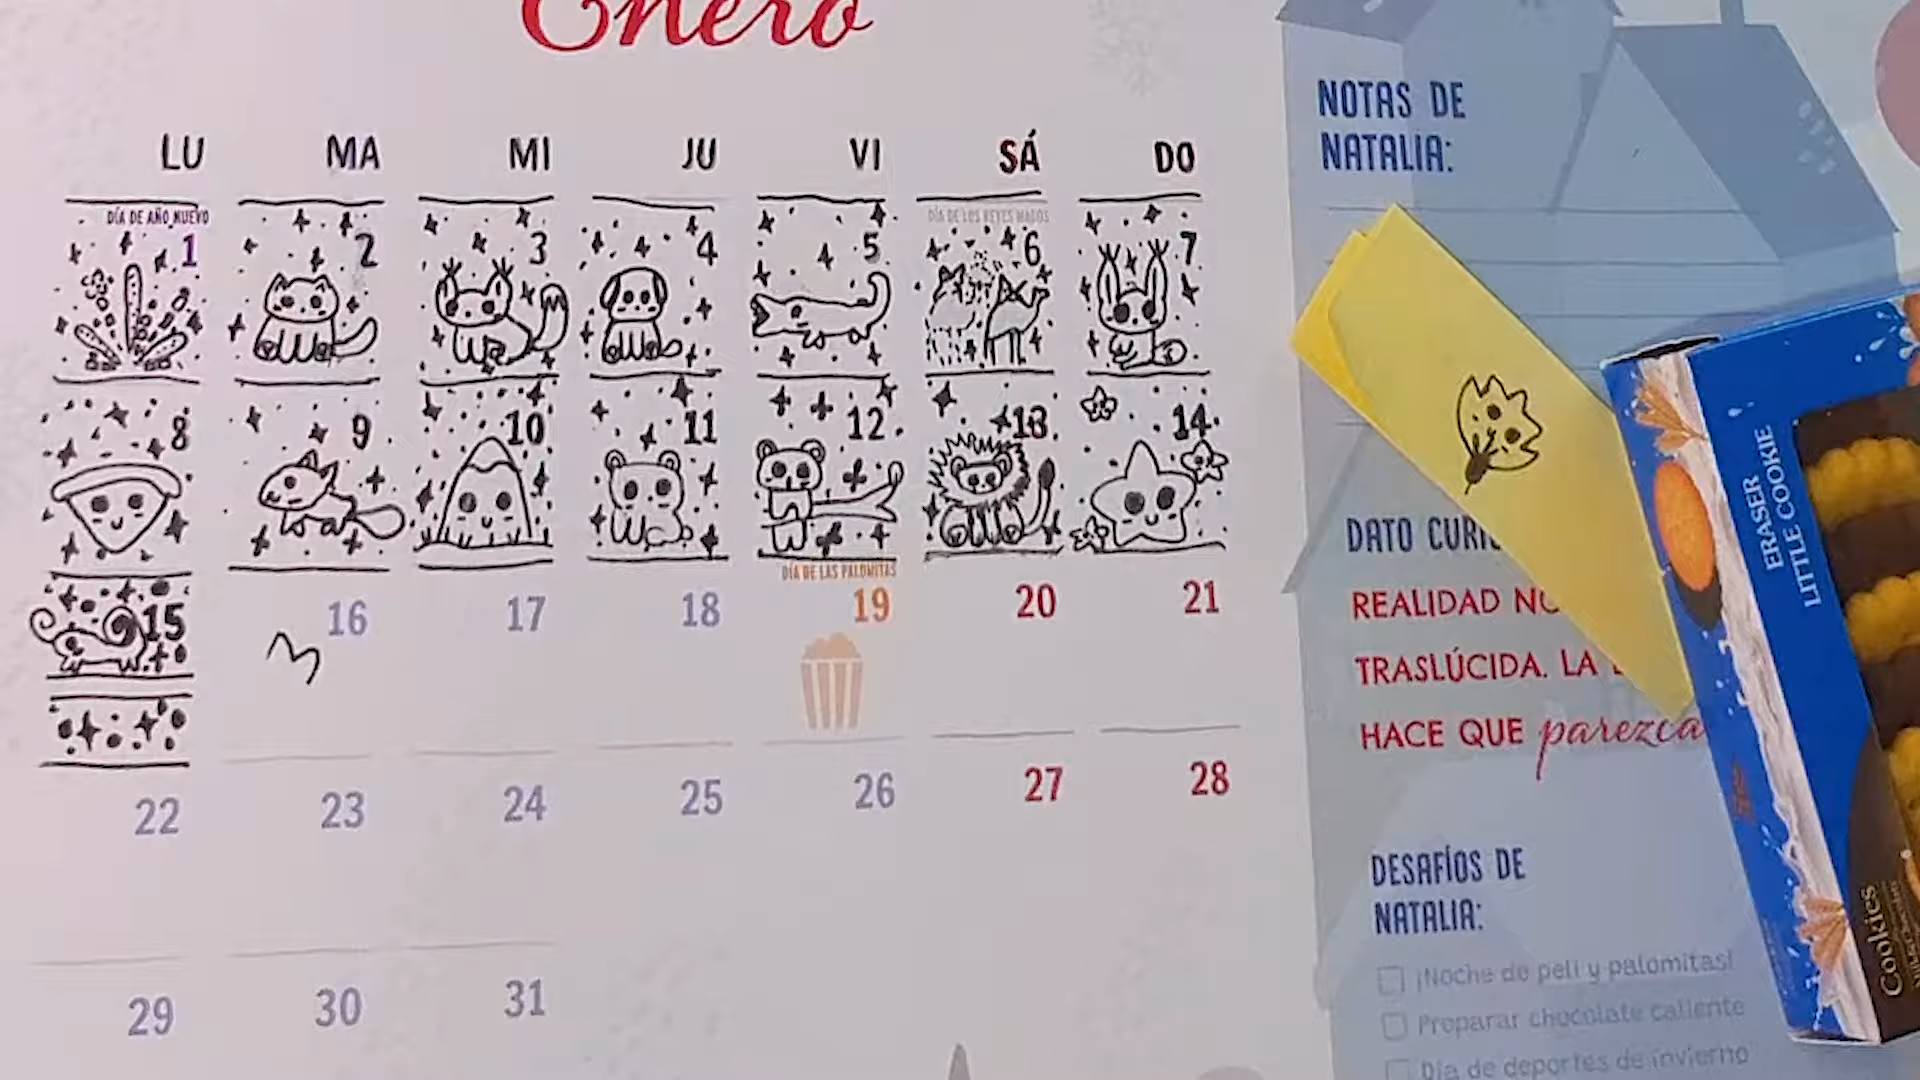 Enero
LU MA MI JU VI SÁ DO
DÍA DE AÑO NUEVO
DÍA DE LOS REYES MAGOS
1 2 3 4 5 6 7
8 9 10 11 12 13 14
DÍA DE LAS PALOMITAS
15 16 17 18 19 20 21
22 23 24 25 26 27 28
29 30 31
NOTAS DE
NATALIA:
DATO
REALIDAD
TRASLÚCIDA. LA
HACE QUE parezca
DESAFÍOS DE
NATALIA:
¡Noche de peli y palomitas!
Preparar chocolate caliente
Día de deportes de invierno
ERASER
LITTLE COOKIE
Cookies